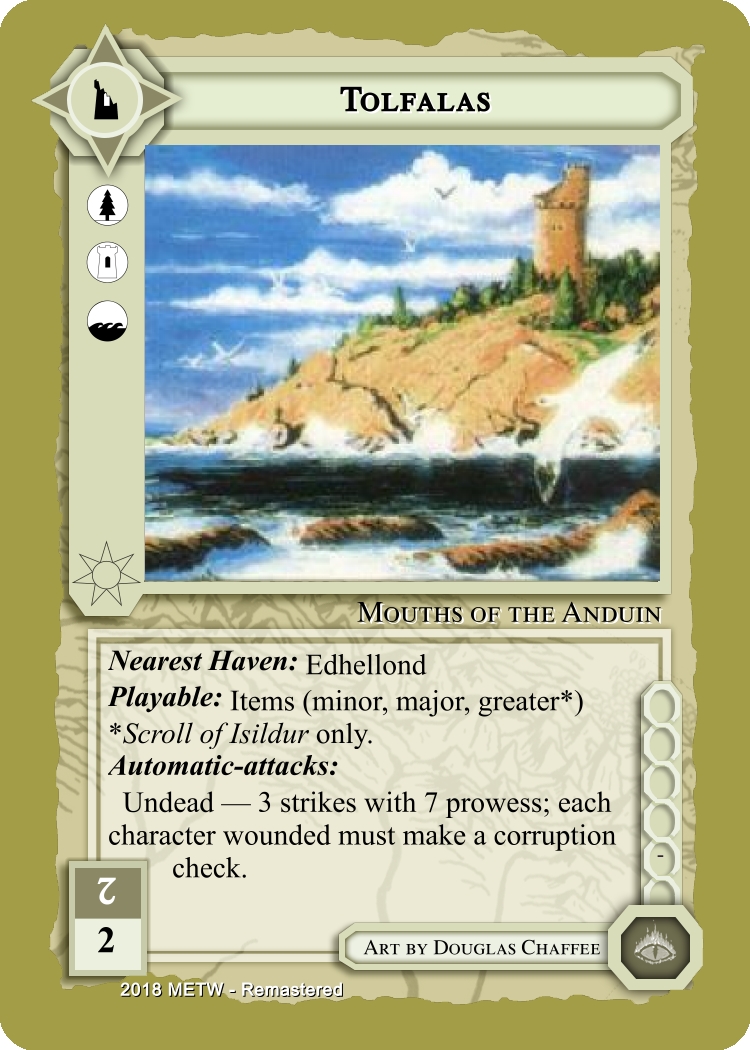 Tolfalas
Mouths of the Anduin
Nearest Haven: Edhellond
Playable: Items (minor, major, greater*)
*Scroll of Isildur only.
Automatic-attacks:
Undead — 3 strikes with 7 prowess; each
character wounded must make a corruption
check.
-
2
2
Art by Douglas Chaffee
2018 METW - Remastered